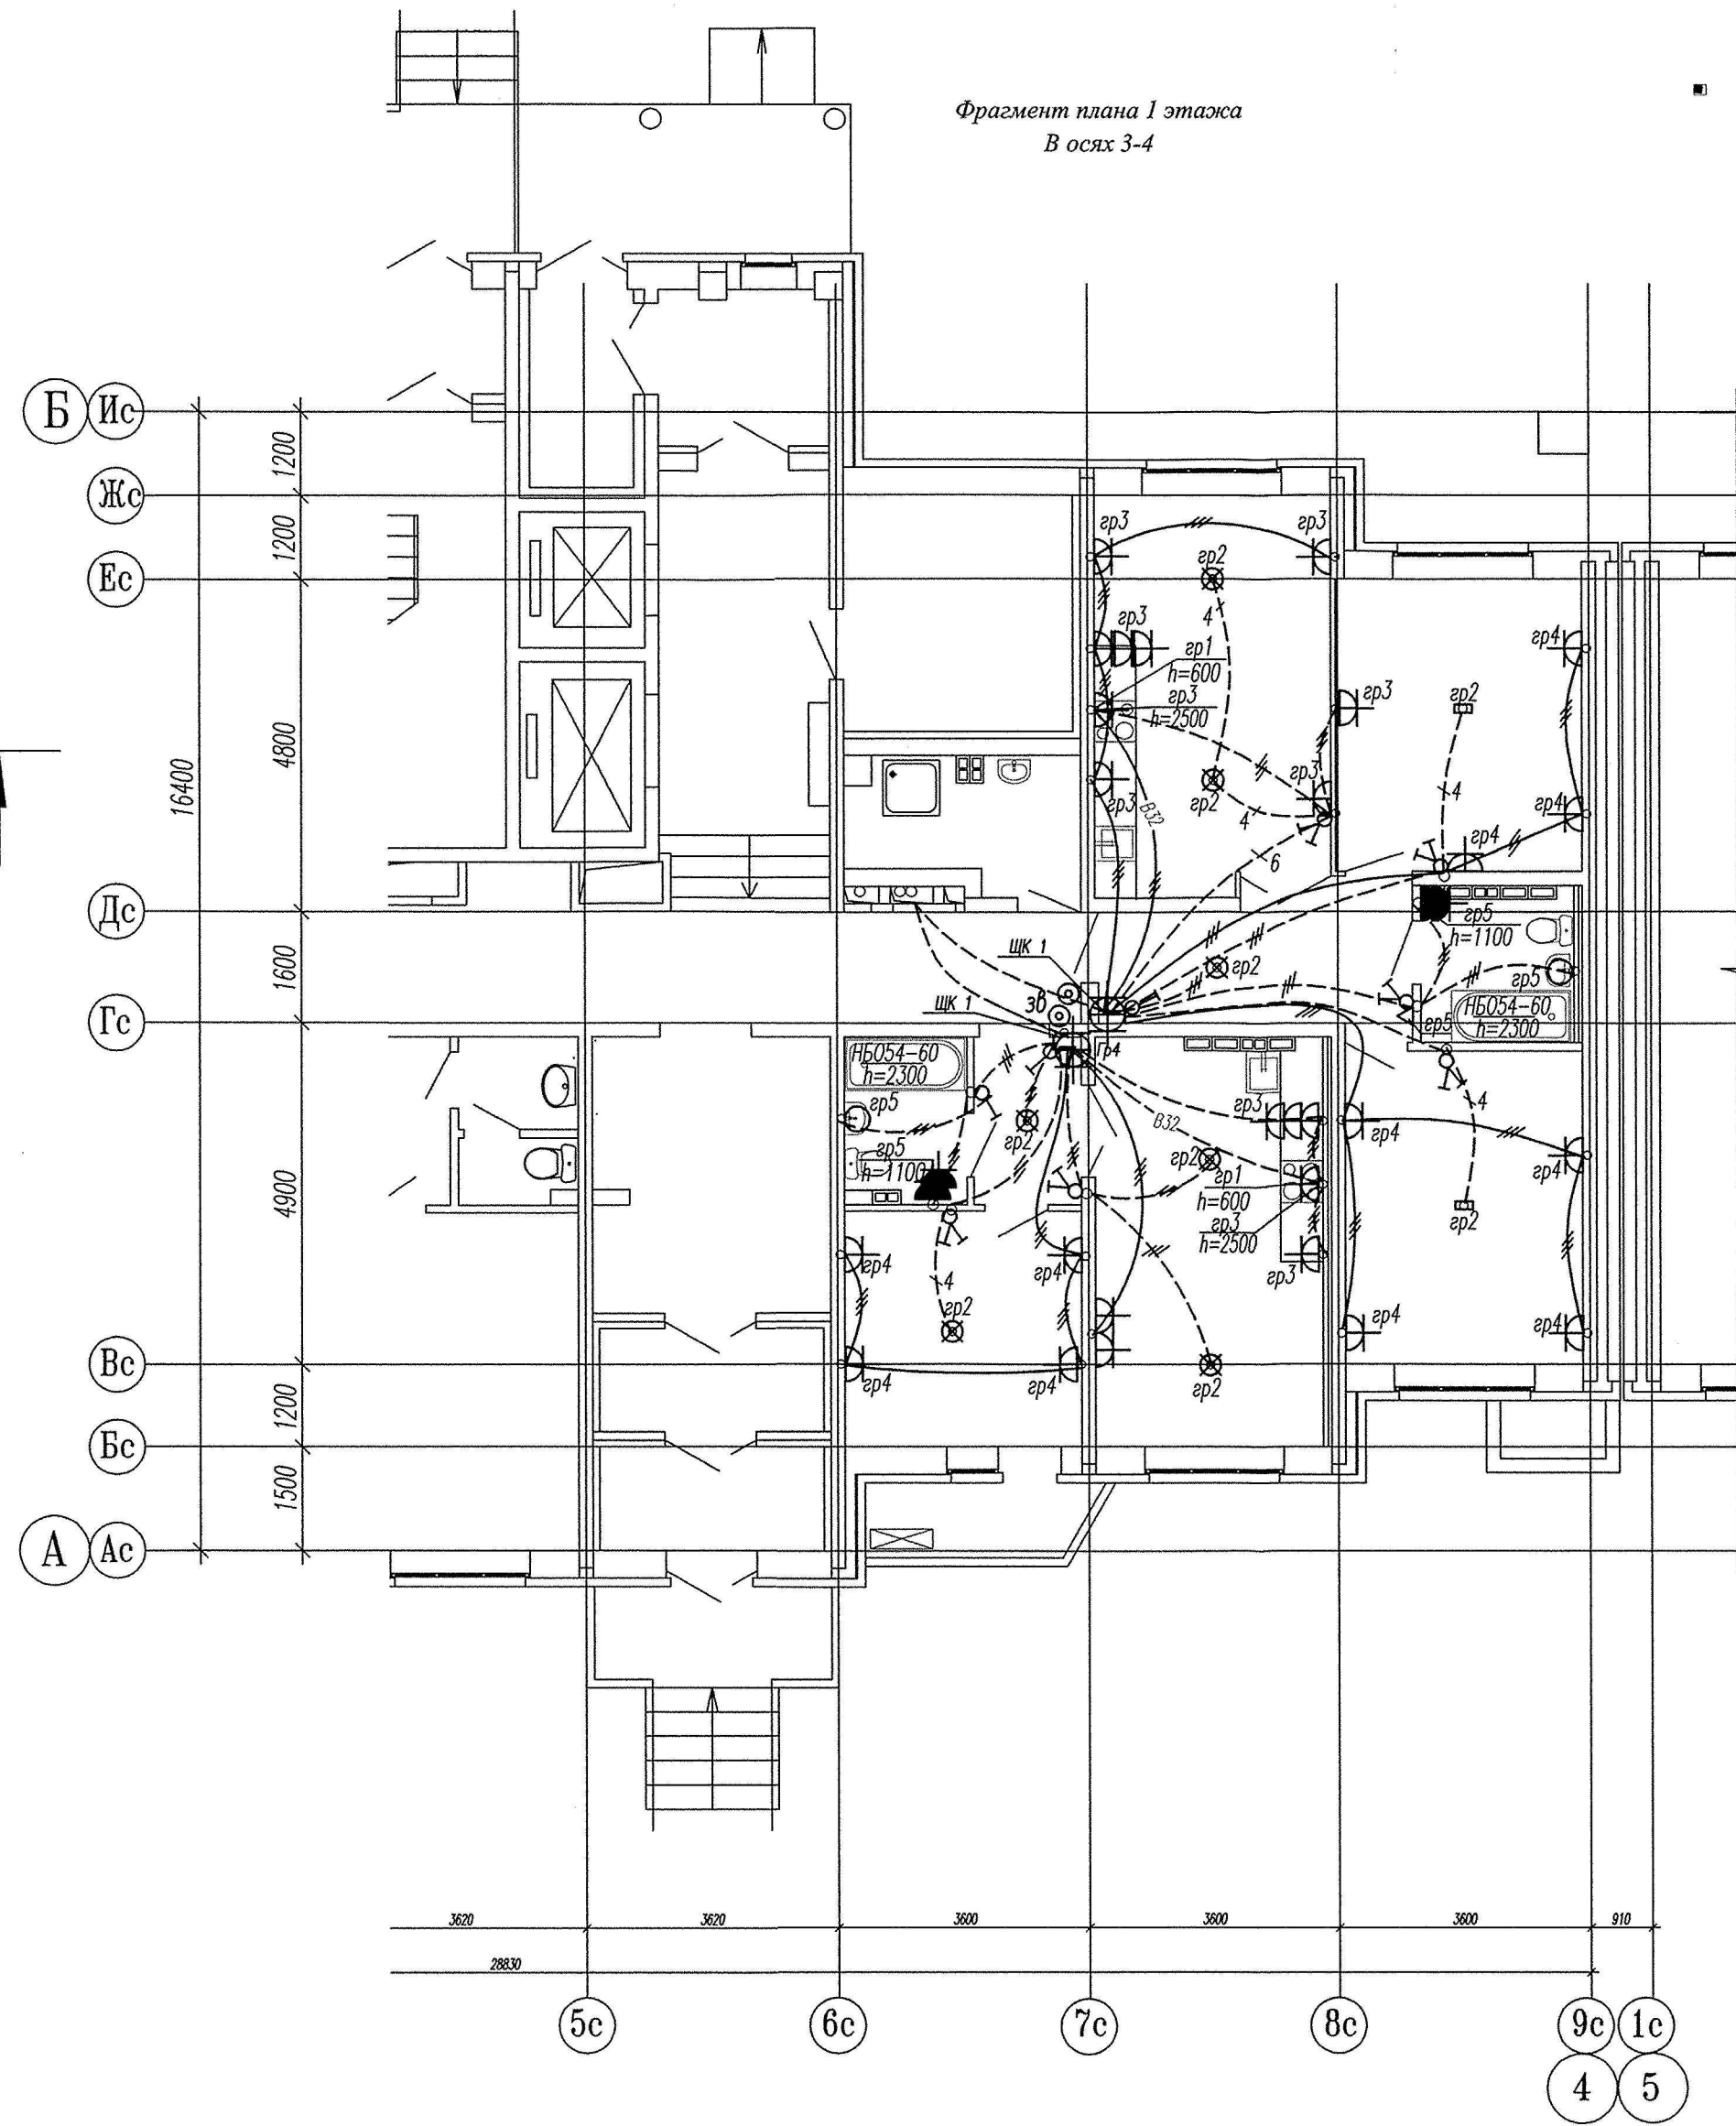 Фрагмент плана 1 этажа
В осях 3-4
Б
Ис
1200
Жс
гр3
гр3
1200
гр2
Ес
4
гр3
гр4
гр1
h=600
гр3
гр2
гр3
h=2500
4800
16400
гр3
гр2
гр3
В32
4
4
гр4
6
гр5
h=1100
Дс
ЩК 1
1600
гр2
гр5
зв
ЩК 1
НБО54-60
h=2300
гр5
Гс
Гр4
НБО54-60
h=2300
4
гр5
гр3
гр2
В32
гр4
гр5
h=1100
гр2
гр4
гр1
h=600
4900
гр2
гр3
h=2500
гр4
гр4
гр3
4
гр2
гр4
гр4
Вс
гр4
гр4
гр2
1200
Бс
1500
А
Ас
3620
3620
3600
3600
3600
910
28830
5с
6с
7с
8с
9с
1с
4
5